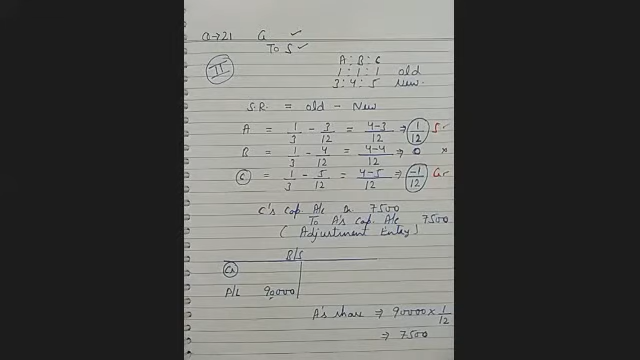 Q→21 G ✓
To S ✓
II
A : B : C
1 : 1 : 1 old
3 : 4 : 5 New.
S.R. = old - New
A = 1/3 - 3/12 = 4-3/12 ⇒ 1/12 S ✓
B = 1/3 - 4/12 = 4-4/12 ⇒ 0 ×
C = 1/3 - 5/12 = 4-5/12 ⇒ -1/12 Gr
C's Cap A/c Dr. 7500
To A's Cap. A/c 7500
( Adjustment Entry )
B/S
A/L 90000
A's share ⇒ 90000 × 1/12
⇒ 7500